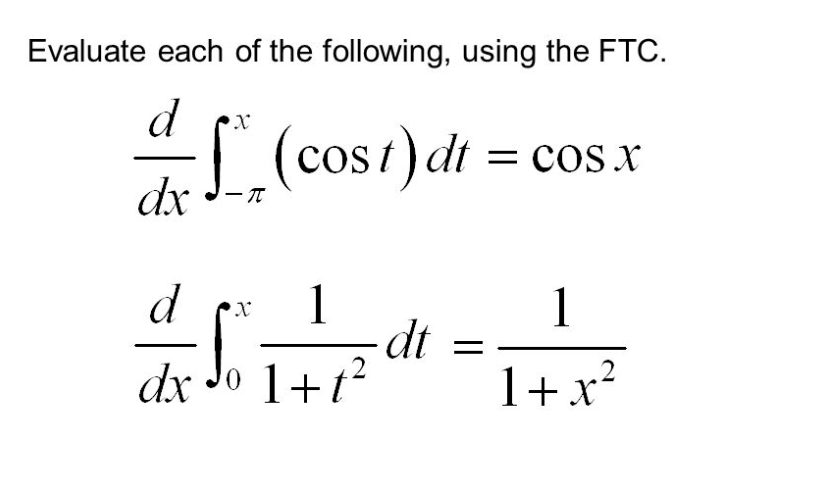 Evaluate each of the following, using the FTC.
d/dx ∫_{-π}^{x} (cos t) dt = cos x
d/dx ∫_{0}^{x} 1/(1+t²) dt = 1/(1+x²)